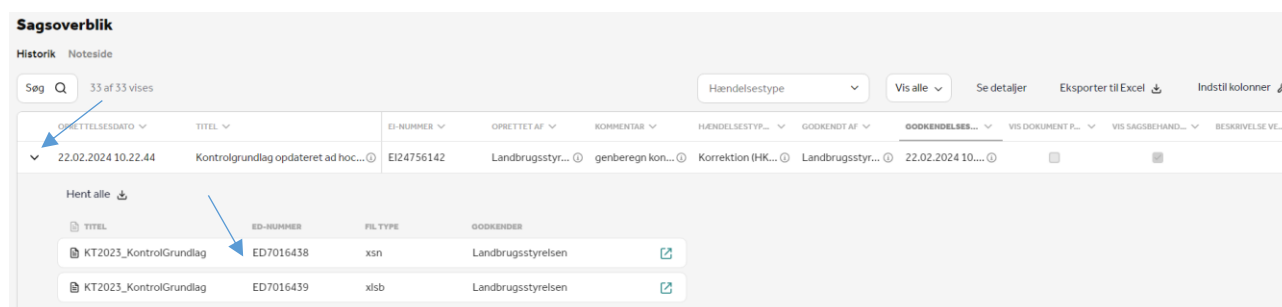 Sagsoverblik
Historik Noteside
Søg 33 af 33 vises Hændelsestype Vis alle Se detaljer Eksporter til Excel Indstil kolonner
OPRETTELSESDATO TITEL EI-NUMMER OPRETTET AF KOMMENTAR HÆNDELSESTYP... GODKENDT AF GODKENDELSES... VIS DOKUMENT P... VIS SAGSBEHAND... BESKRIVELSE VE...
22.02.2024 10.22.44 Kontrolgrundlag opdateret ad hoc... EI24756142 Landbrugsstyr... genberegn kon... Korrektion (HK... Landbrugsstyr... 22.02.2024 10....
Hent alle
TITEL ED-NUMMER FIL TYPE GODKENDER
KT2023_KontrolGrundlag ED7016438 xsn Landbrugsstyrelsen
KT2023_KontrolGrundlag ED7016439 xlsb Landbrugsstyrelsen